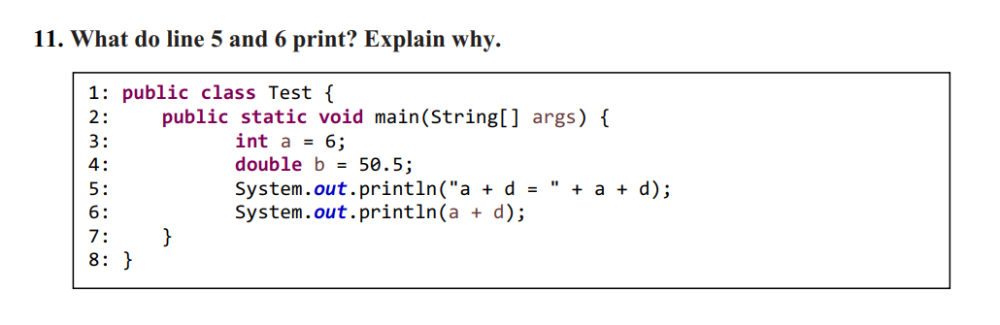 11. What do line 5 and 6 print? Explain why.
1: public class Test {
2:     public static void main(String[] args) {
3:         int a = 6;
4:         double b = 50.5;
5:         System.out.println("a + d = " + a + d);
6:         System.out.println(a + d);
7:     }
8: }